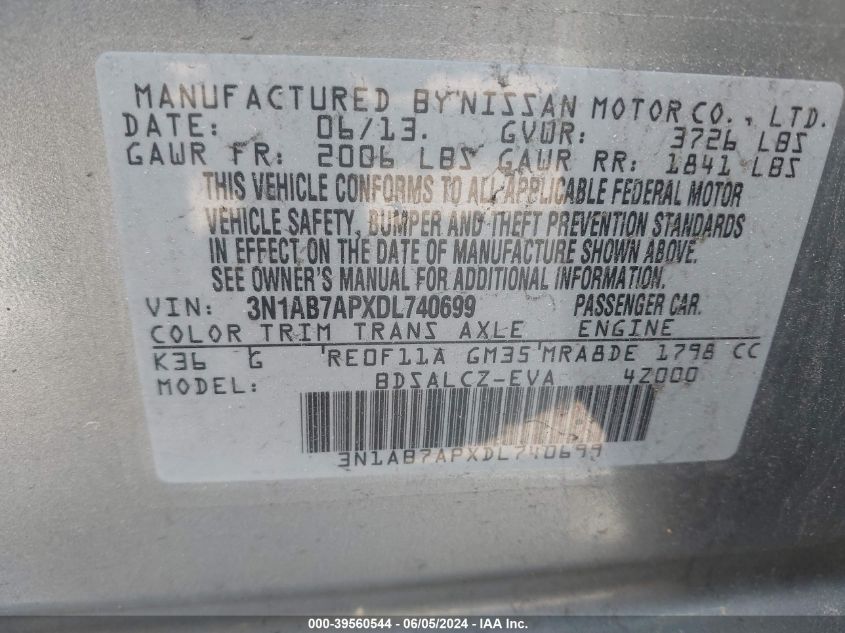 MANUFACTURED BY NISSAN MOTOR CO., LTD.
DATE: 06/13. GVWR: 3726 LBS
GAWR FR: 2006 LBS GAWR RR: 1841 LBS
THIS VEHICLE CONFORMS TO ALL APPLICABLE FEDERAL MOTOR
VEHICLE SAFETY, BUMPER AND THEFT PREVENTION STANDARDS
IN EFFECT ON THE DATE OF MANUFACTURE SHOWN ABOVE.
SEE OWNER'S MANUAL FOR ADDITIONAL INFORMATION.
VIN: 3N1AB7APXDL740699 PASSENGER CAR.
COLOR TRIM TRANS AXLE ENGINE
K36 G RE0F11A GM35 MRA8DE 1798 CC
MODEL: BDSALCZ-EVA 4Z000
3N1AB7APXDL740699
000-39560544 - 06/05/2024 - IAA Inc.